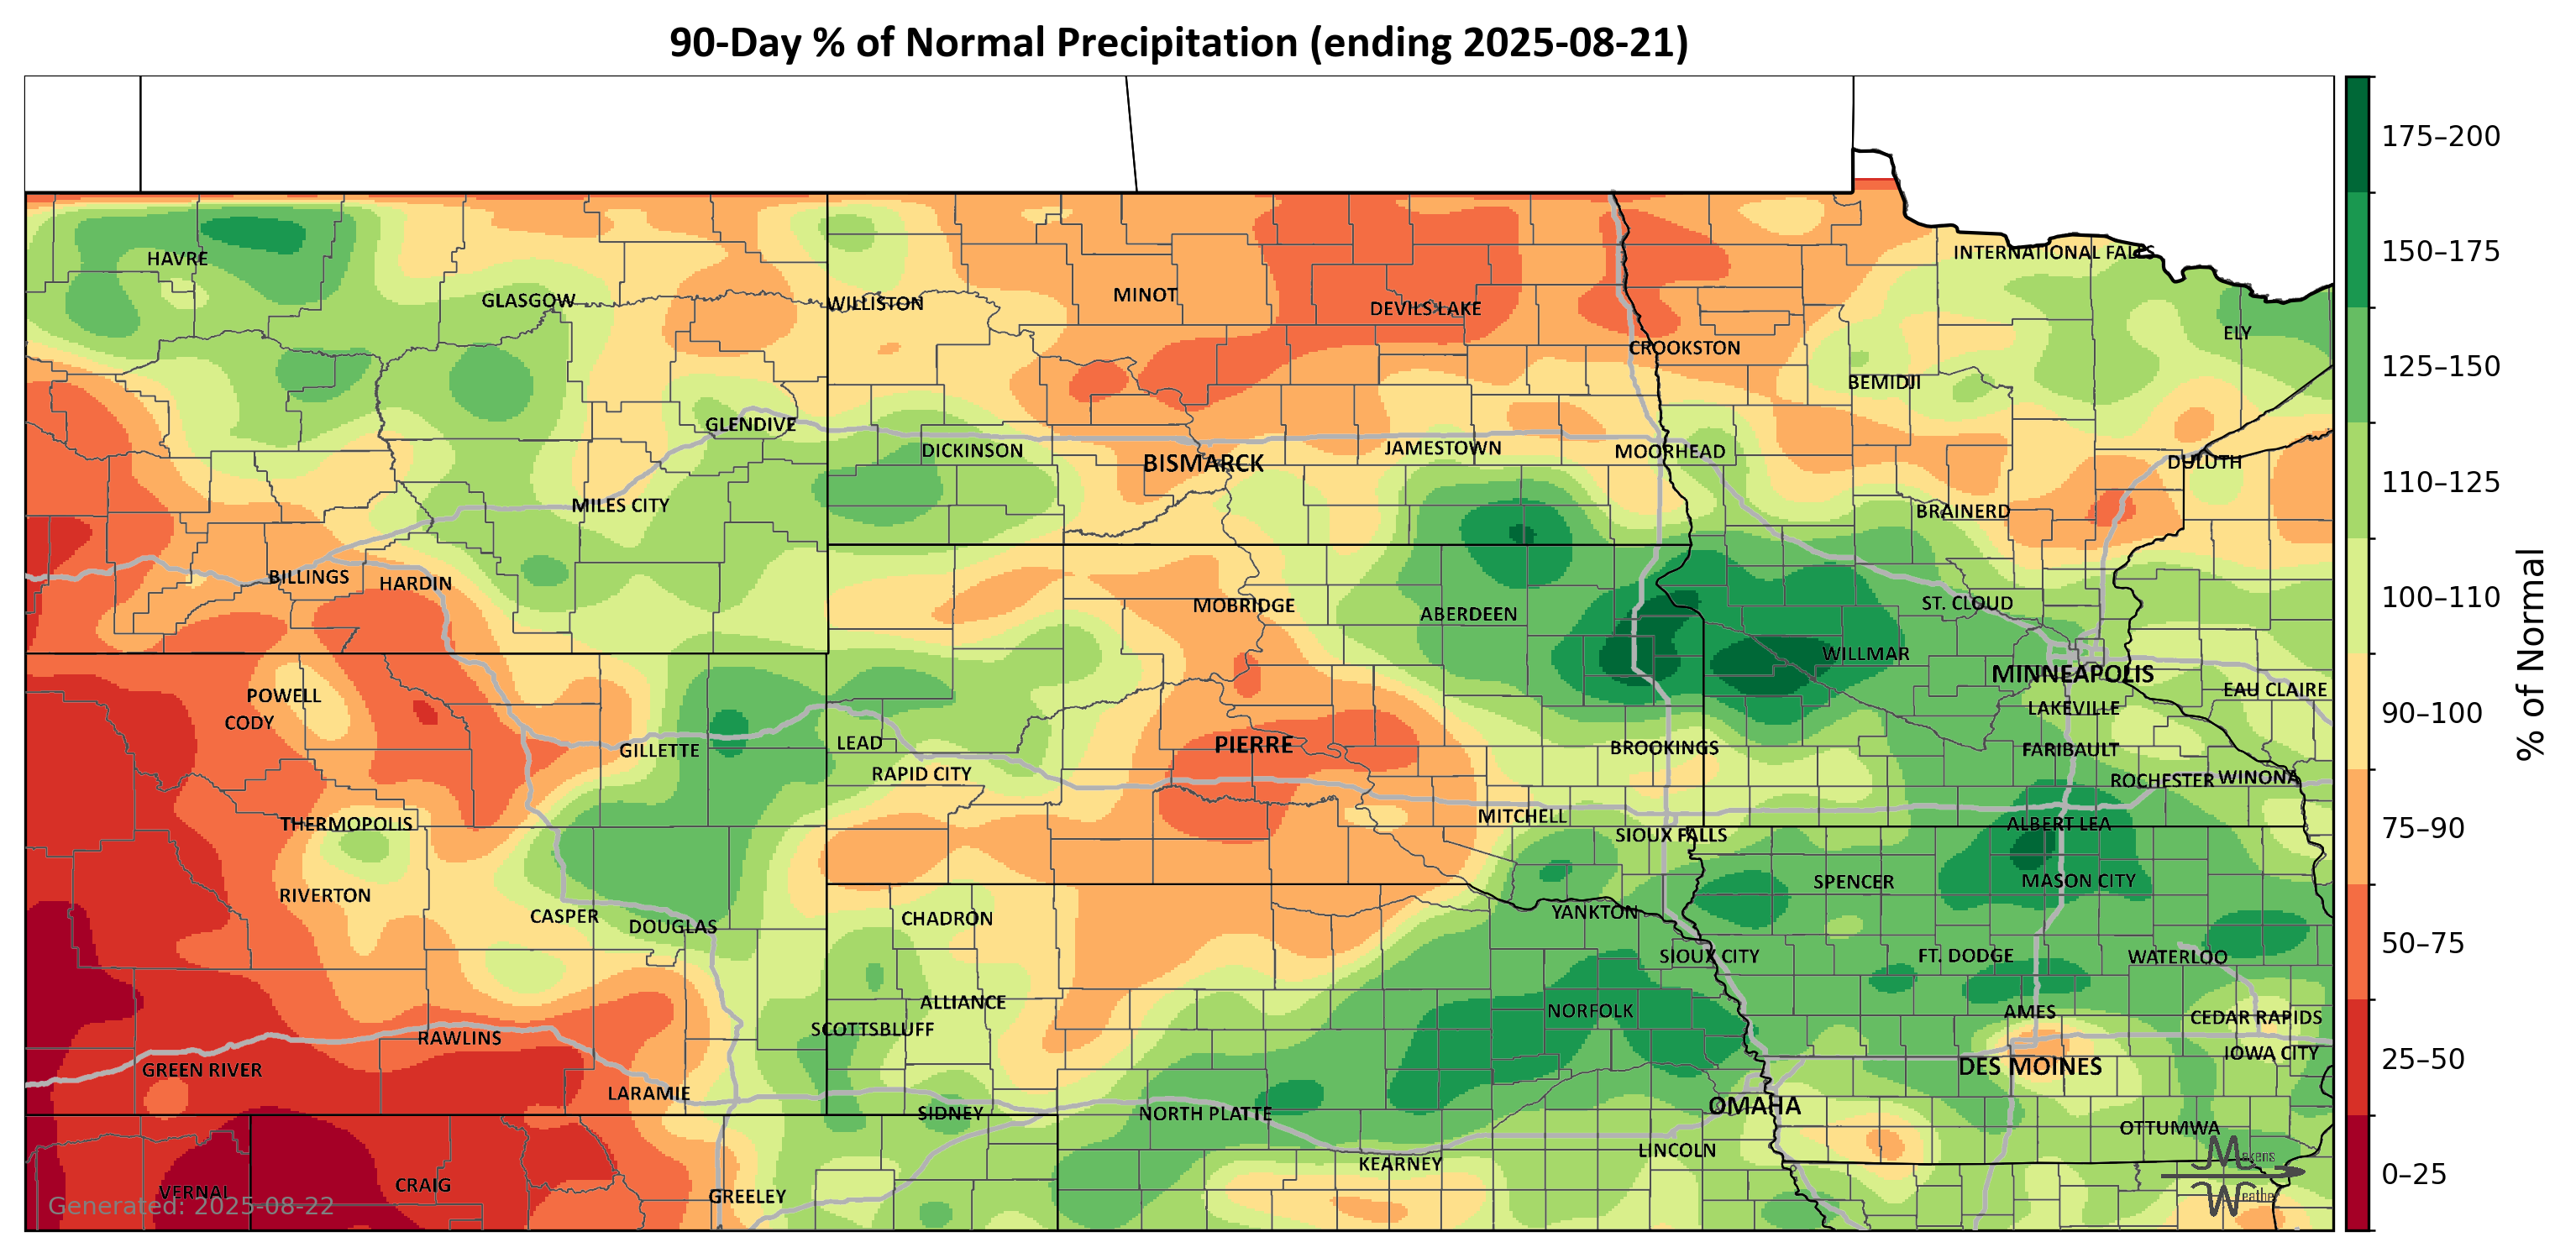 90-Day % of Normal Precipitation (ending 2025-08-21)
175–200
150–175
125–150
110–125
100–110
90–100
75–90
50–75
25–50
0–25
% of Normal
HAVRE
GLASGOW
WILLISTON
MINOT
DEVILS LAKE
CROOKSTON
INTERNATIONAL FALLS
ELY
BEMIDJI
GLENDIVE
DICKINSON
BISMARCK
JAMESTOWN
MOORHEAD
DULUTH
MILES CITY
BRAINERD
BILLINGS
HARDIN
MOBRIDGE
ABERDEEN
ST. CLOUD
WILLMAR
MINNEAPOLIS
EAU CLAIRE
POWELL
CODY
LAKEVILLE
GILLETTE
LEAD
PIERRE
BROOKINGS
FARIBAULT
RAPID CITY
ROCHESTER
WINONA
THERMOPOLIS
MITCHELL
SIOUX FALLS
ALBERT LEA
RIVERTON
SPENCER
MASON CITY
CASPER
DOUGLAS
CHADRON
YANKTON
SIOUX CITY
FT. DODGE
WATERLOO
ALLIANCE
NORFOLK
AMES
CEDAR RAPIDS
SCOTTSBLUFF
RAWLINS
IOWA CITY
GREEN RIVER
DES MOINES
LARAMIE
SIDNEY
NORTH PLATTE
OMAHA
OTTUMWA
LINCOLN
KEARNEY
VERNAL
CRAIG
GREELEY
Generated: 2025-08-22
Makens
Weather